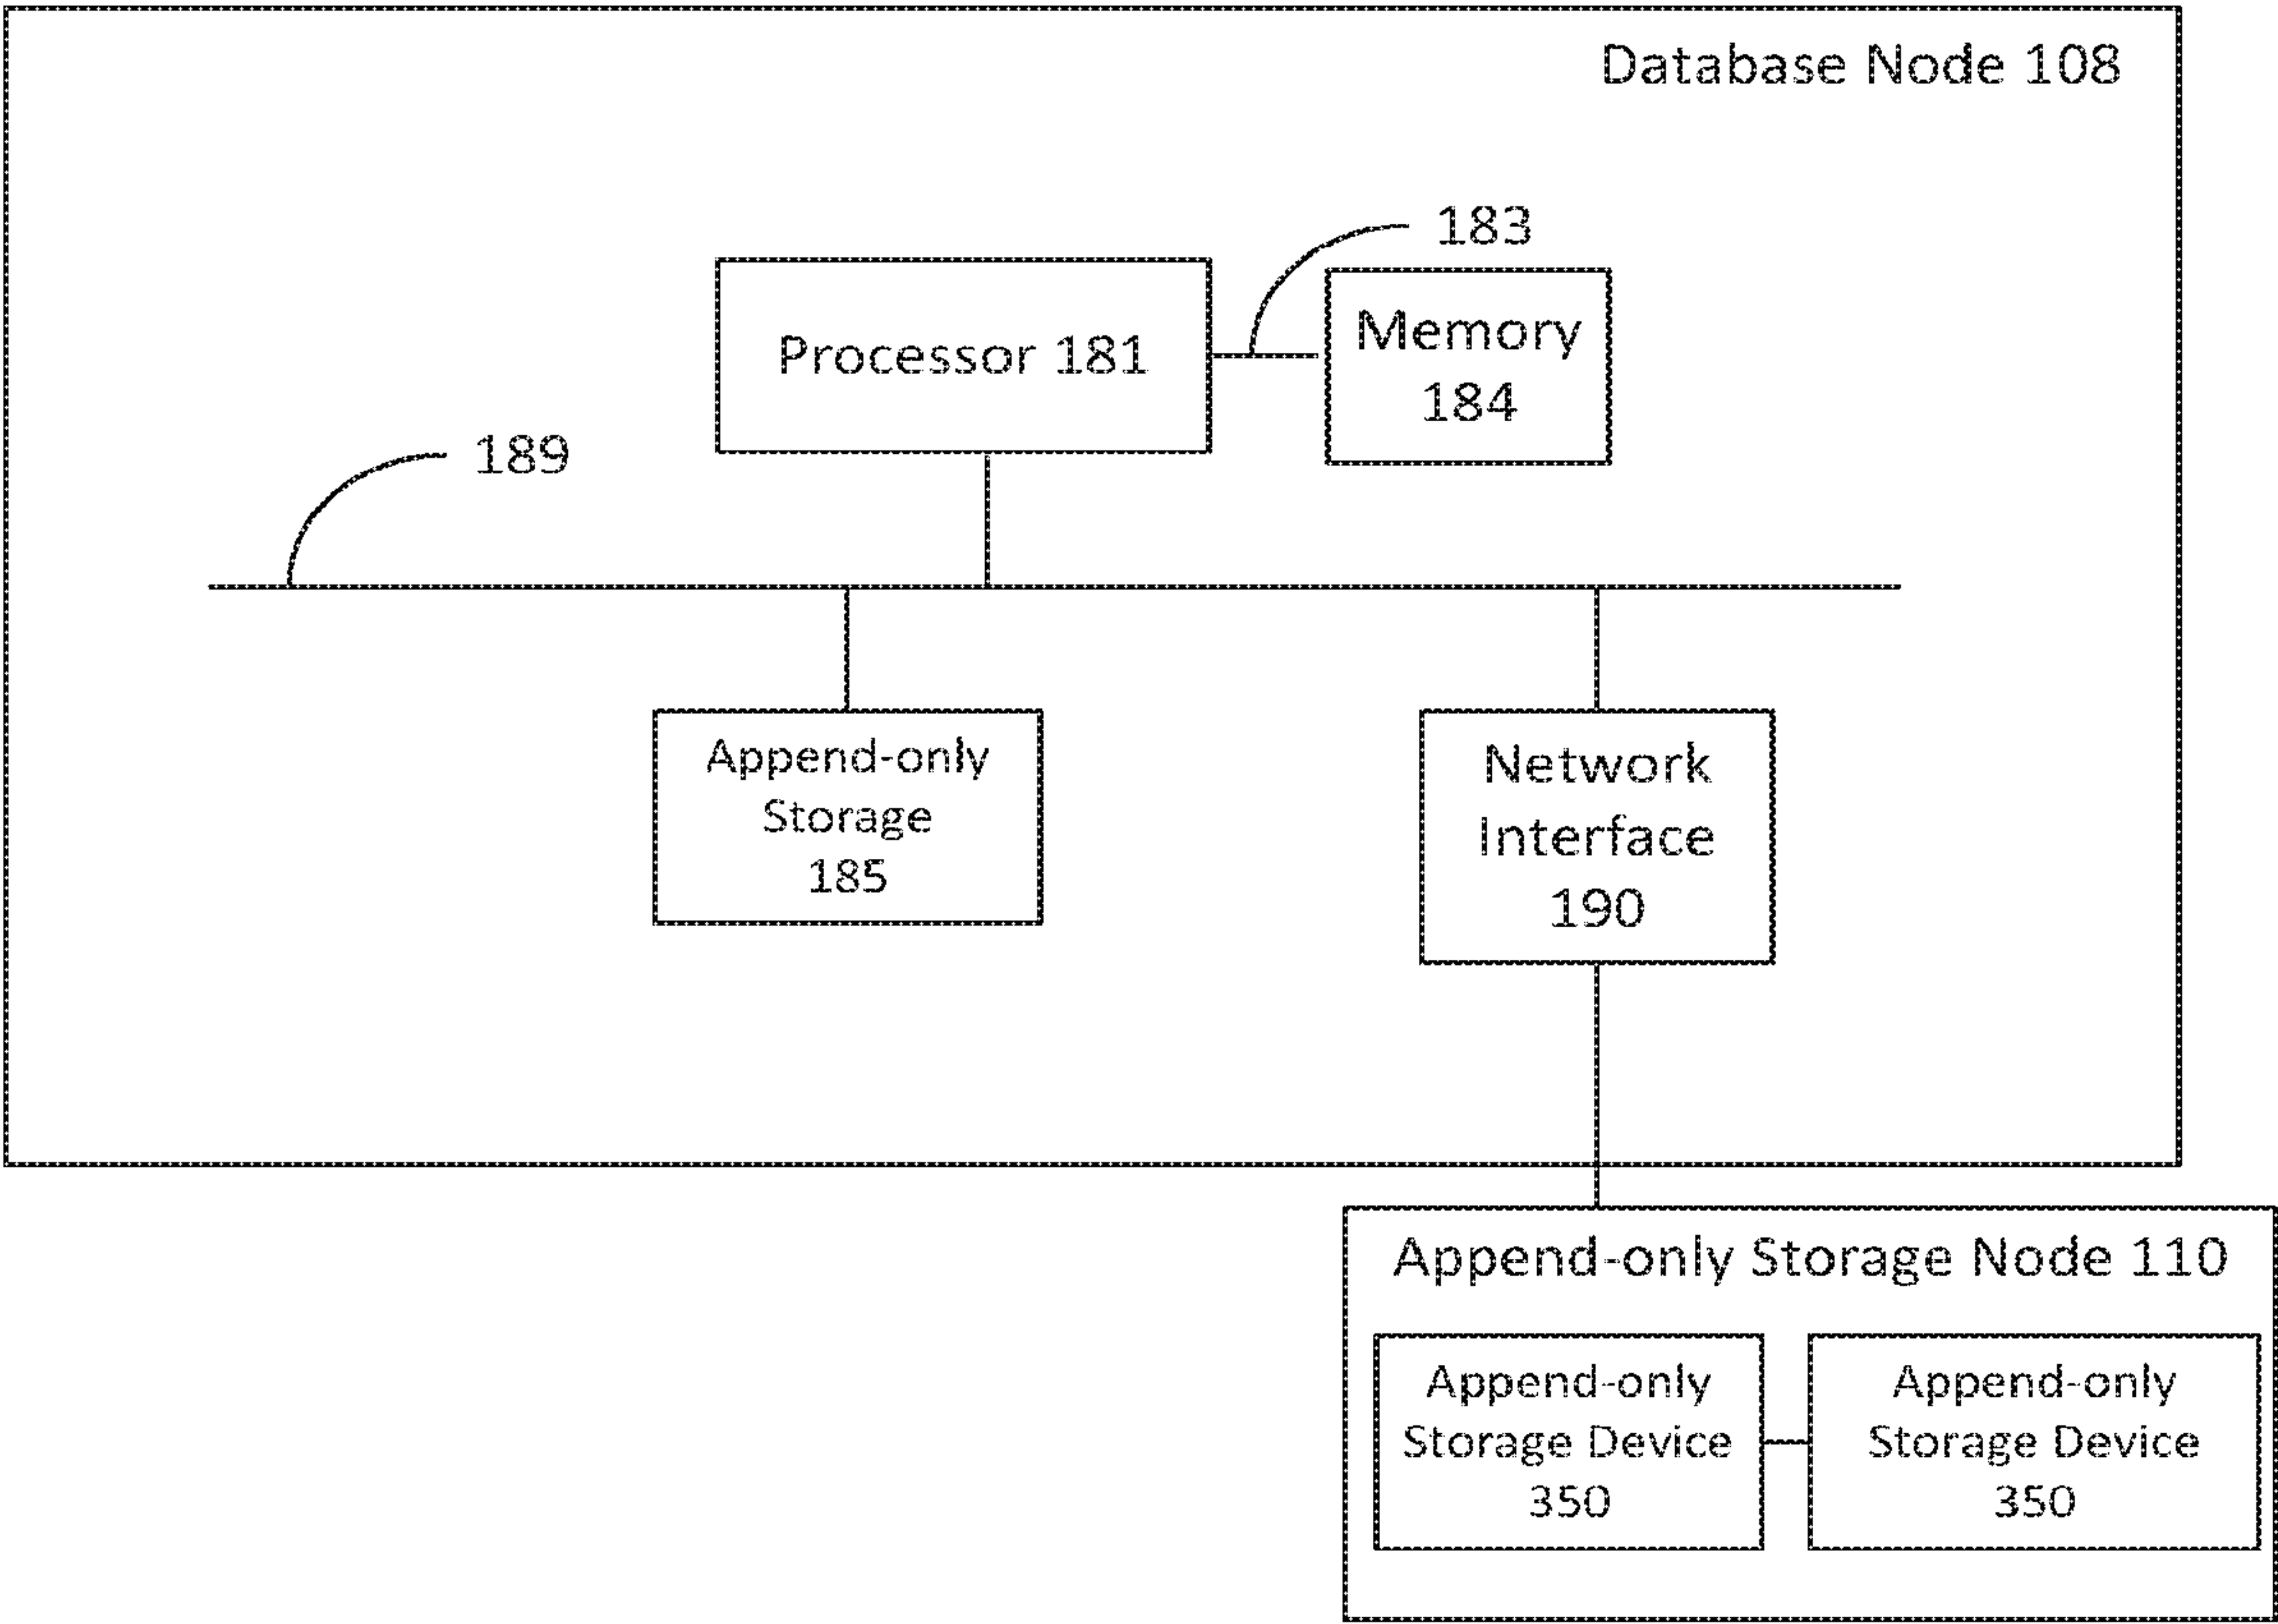 Database Node 108
183
Processor 181
Memory
184
189
Append-only
Storage
185
Network
Interface
190
Append-only Storage Node 110
Append-only
Storage Device
350
Append-only
Storage Device
350